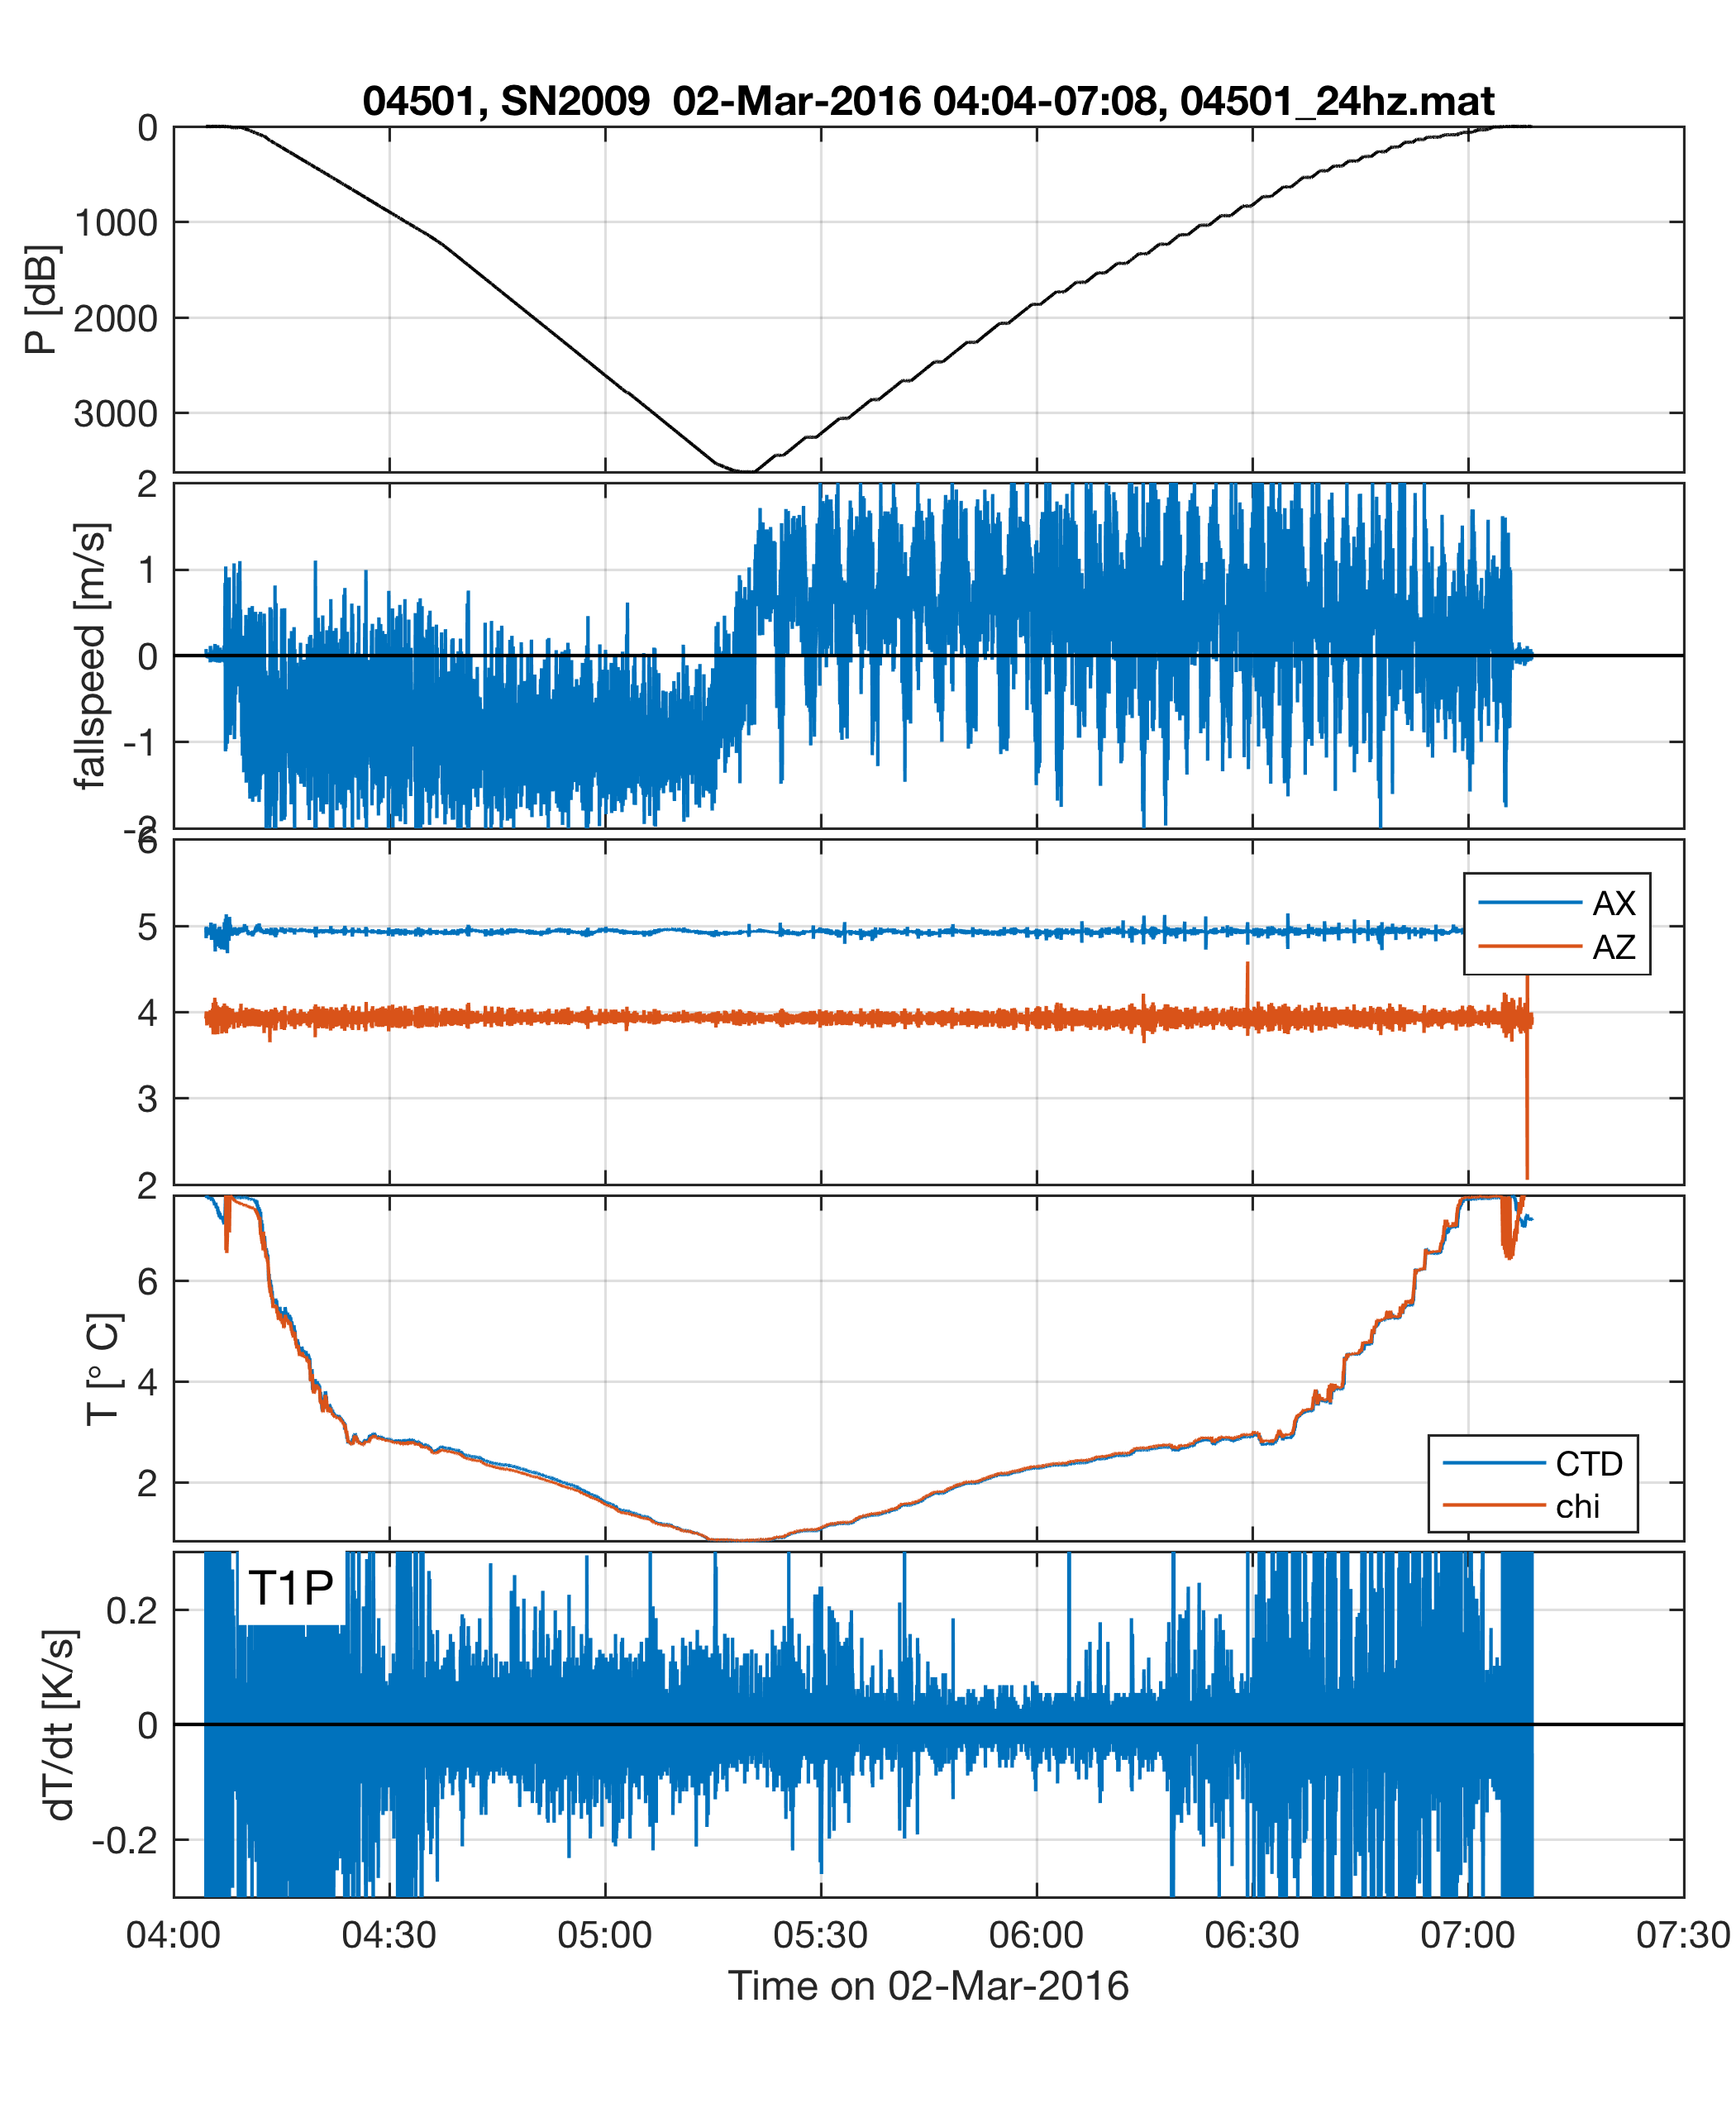 04501, SN2009  02-Mar-2016 04:04-07:08, 04501_24hz.mat
0
1000
2000
3000
P [dB]
2
1
0
-1
-2
fallspeed [m/s]
6
5
4
3
2
AX
AZ
6
4
2
T [° C]
CTD
chi
T1P
0.2
0
-0.2
dT/dt [K/s]
04:00 04:30 05:00 05:30 06:00 06:30 07:00 07:30
Time on 02-Mar-2016